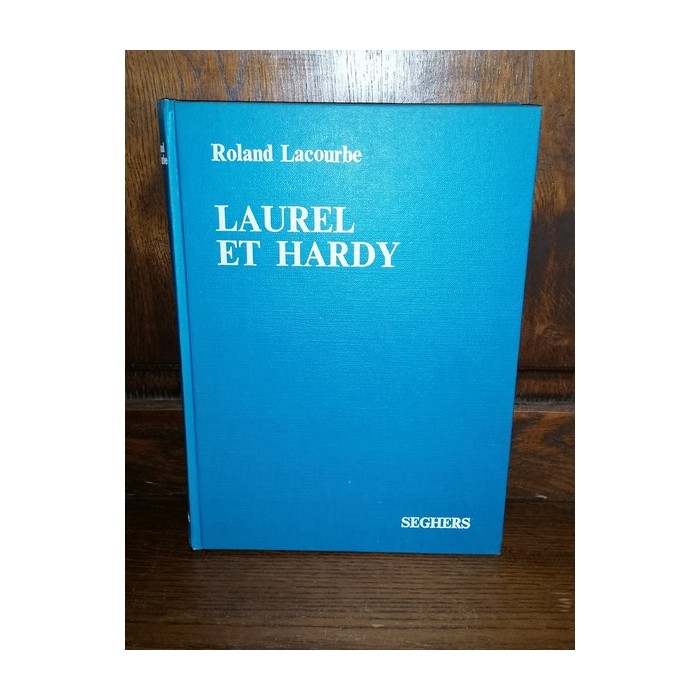 Roland Lacourbe
LAUREL
ET HARDY
SEGHERS